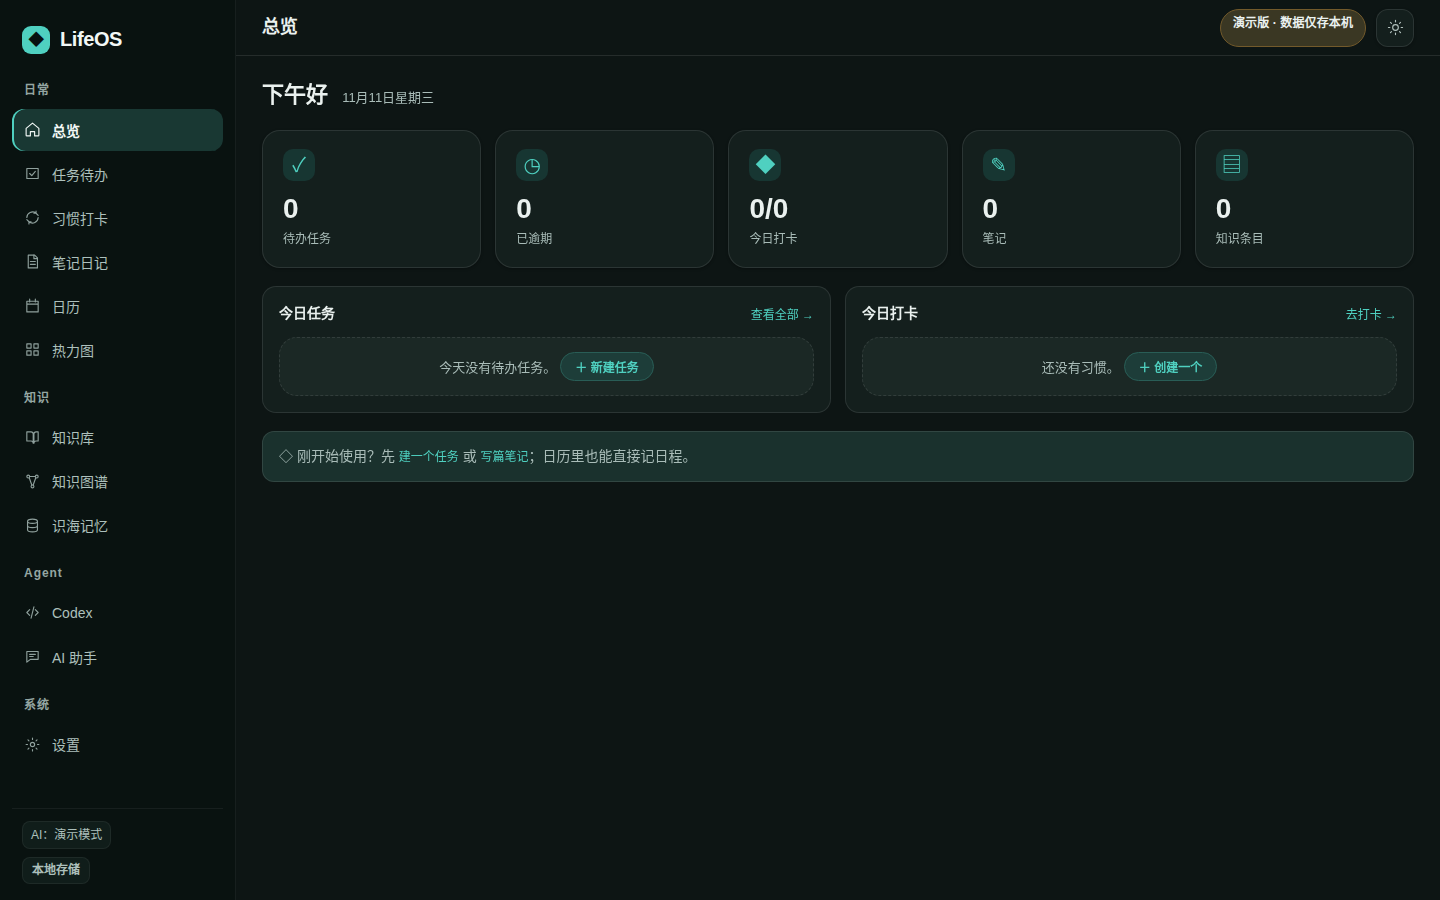 LifeOS
日常
总览
任务待办
习惯打卡
笔记日记
日历
热力图
知识
知识库
知识图谱
识海记忆
Agent
Codex
AI 助手
系统
设置
AI：演示模式
本地存储
总览
演示版 · 数据仅存本机
下午好 11月11日星期三
0
待办任务
0
已逾期
0/0
今日打卡
0
笔记
0
知识条目
今日任务 查看全部 →
今天没有待办任务。 ＋ 新建任务
今日打卡 去打卡 →
还没有习惯。 ＋ 创建一个
◇ 刚开始使用？先 建一个任务 或 写篇笔记；日历里也能直接记日程。